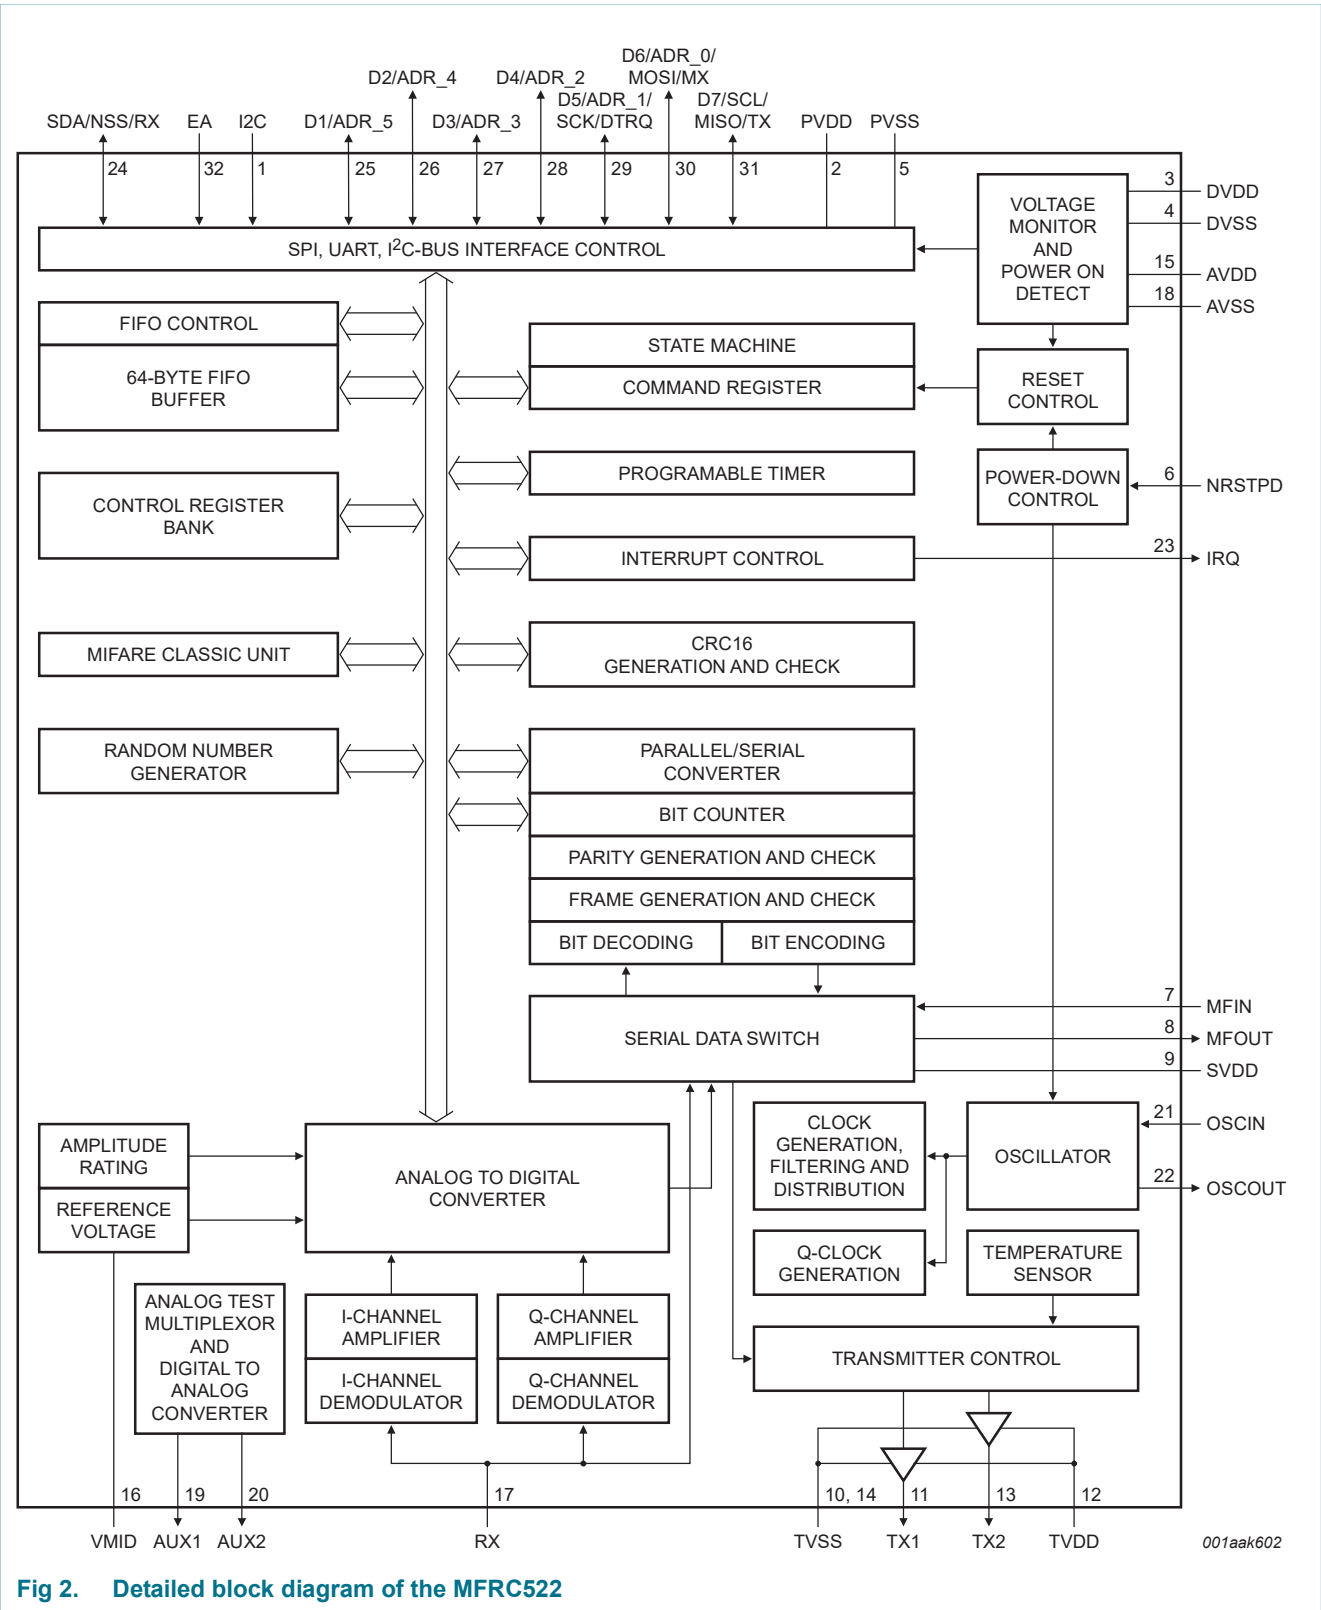 D6/ADR_0/
MOSI/MX
D2/ADR_4
D4/ADR_2
D5/ADR_1/
SCK/DTRQ
D7/SCL/
MISO/TX
SDA/NSS/RX
EA
I2C
D1/ADR_5
D3/ADR_3
PVDD
PVSS
24
32
1
25
26
27
28
29
30
31
2
5
VOLTAGE
MONITOR
AND
POWER ON
DETECT
3
DVDD
4
DVSS
15
AVDD
18
AVSS
SPI, UART, I2C-BUS INTERFACE CONTROL
FIFO CONTROL
64-BYTE FIFO
BUFFER
STATE MACHINE
COMMAND REGISTER
RESET
CONTROL
CONTROL REGISTER
BANK
PROGRAMABLE TIMER
POWER-DOWN
CONTROL
6
NRSTPD
INTERRUPT CONTROL
23
IRQ
MIFARE CLASSIC UNIT
CRC16
GENERATION AND CHECK
RANDOM NUMBER
GENERATOR
PARALLEL/SERIAL
CONVERTER
BIT COUNTER
PARITY GENERATION AND CHECK
FRAME GENERATION AND CHECK
BIT DECODING
BIT ENCODING
SERIAL DATA SWITCH
7
MFIN
8
MFOUT
9
SVDD
AMPLITUDE
RATING
REFERENCE
VOLTAGE
ANALOG TO DIGITAL
CONVERTER
CLOCK
GENERATION,
FILTERING AND
DISTRIBUTION
OSCILLATOR
21
OSCIN
22
OSCOUT
Q-CLOCK
GENERATION
TEMPERATURE
SENSOR
ANALOG TEST
MULTIPLEXOR
AND
DIGITAL TO
ANALOG
CONVERTER
I-CHANNEL
AMPLIFIER
I-CHANNEL
DEMODULATOR
Q-CHANNEL
AMPLIFIER
Q-CHANNEL
DEMODULATOR
TRANSMITTER CONTROL
16
19
20
17
10, 14
11
13
12
VMID
AUX1
AUX2
RX
TVSS
TX1
TX2
TVDD
001aak602
Fig 2. Detailed block diagram of the MFRC522